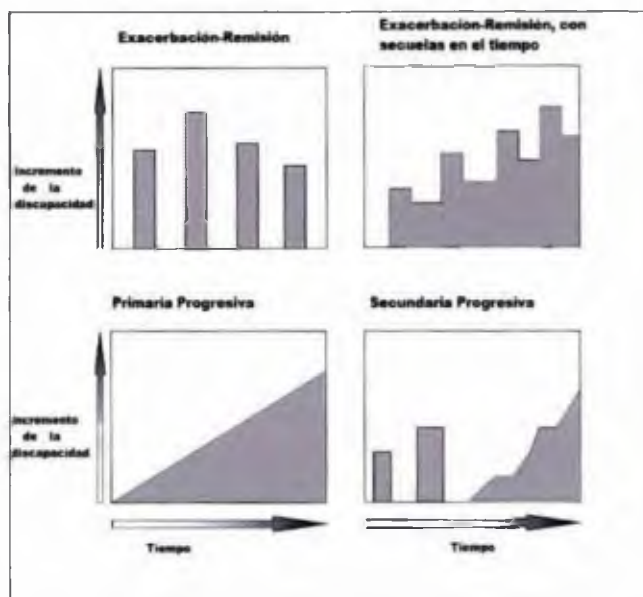 Exacerbación-Remisión
Exacerbacion-Remisión, con
secuelas en el tiempo
Incremento
de la
discapacidad
Primaria Progresiva
Secundaria Progresiva
Incremento
de la
discapacidad
Tiempo
Tiempo